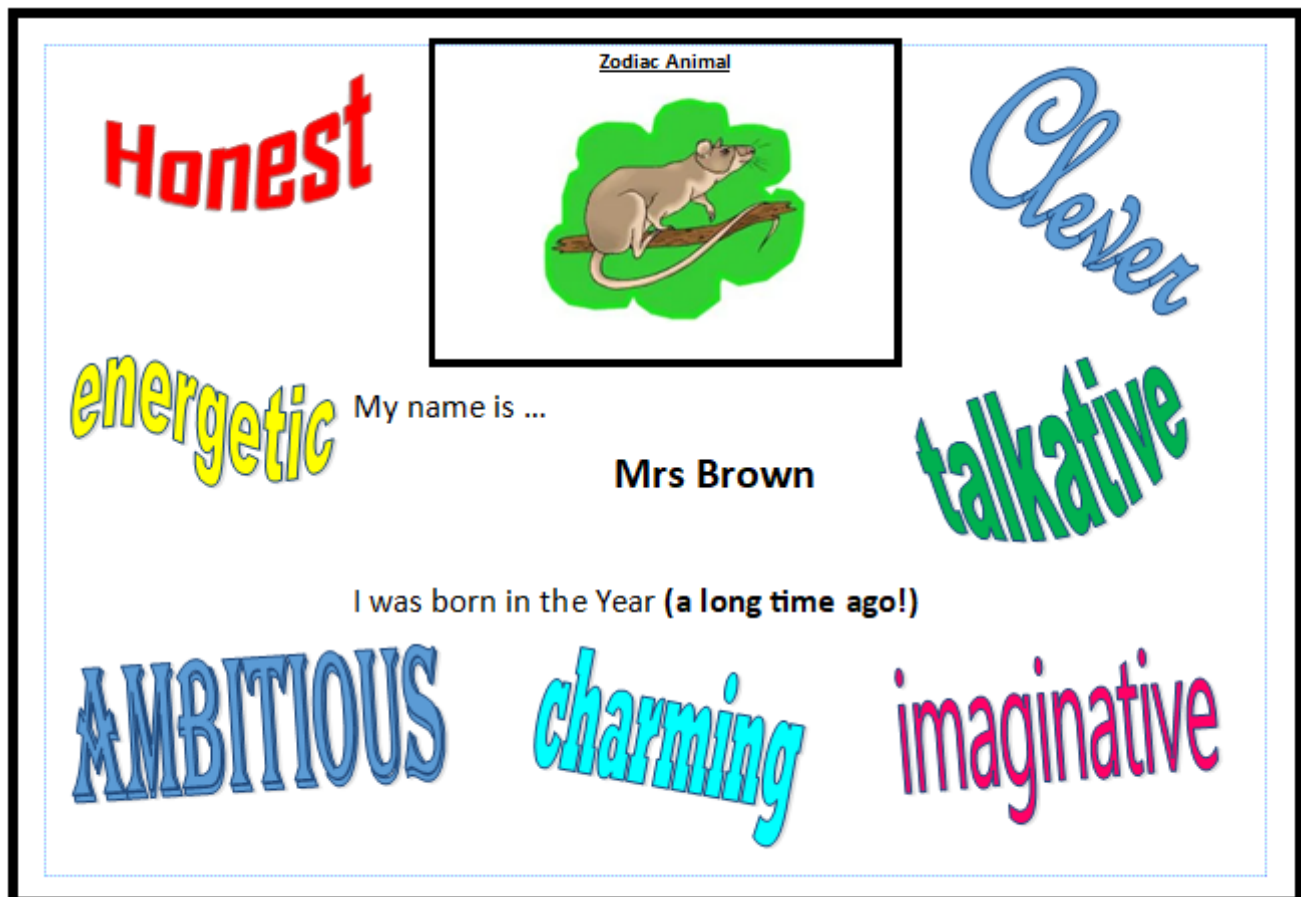 Zodiac Animal
Honest
Clever
energetic
My name is ...
talkative
Mrs Brown
I was born in the Year (a long time ago!)
AMBITIOUS
charming
imaginative